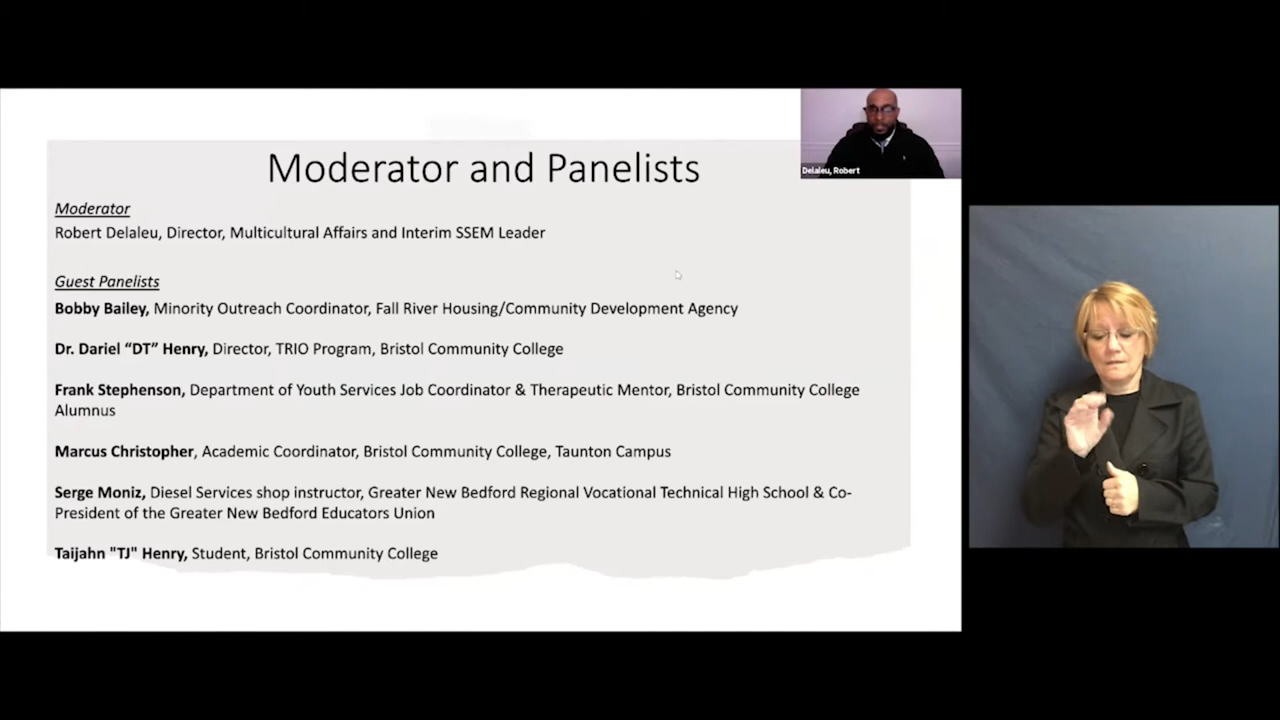 Moderator and Panelists
Delaleu, Robert
Moderator
Robert Delaleu, Director, Multicultural Affairs and Interim SSEM Leader
Guest Panelists
Bobby Bailey, Minority Outreach Coordinator, Fall River Housing/Community Development Agency
Dr. Dariel “DT” Henry, Director, TRIO Program, Bristol Community College
Frank Stephenson, Department of Youth Services Job Coordinator & Therapeutic Mentor, Bristol Community College
Alumnus
Marcus Christopher, Academic Coordinator, Bristol Community College, Taunton Campus
Serge Moniz, Diesel Services shop instructor, Greater New Bedford Regional Vocational Technical High School & Co-
President of the Greater New Bedford Educators Union
Taijahn "TJ" Henry, Student, Bristol Community College